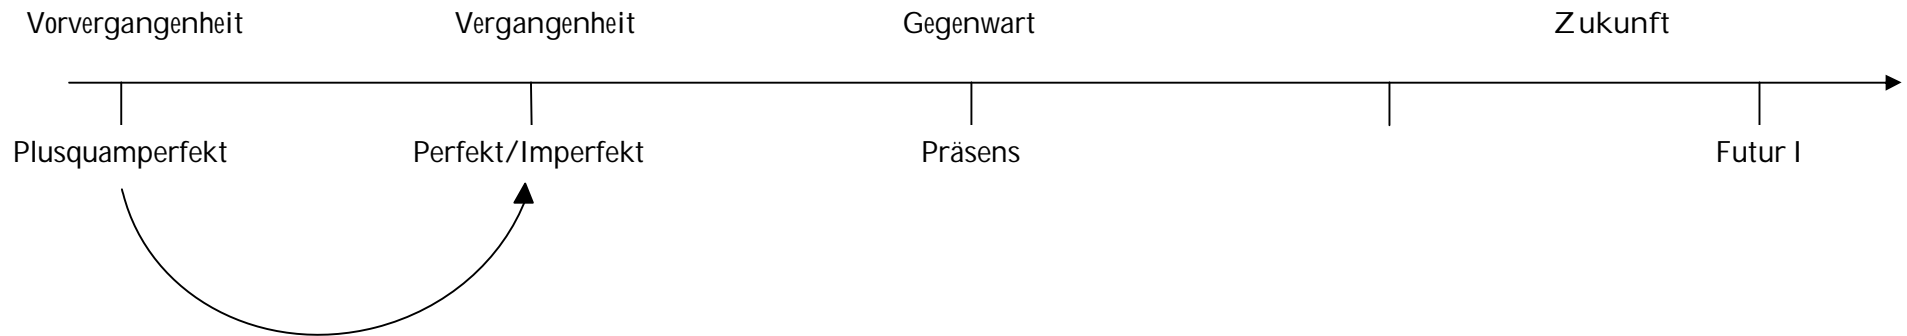 Vorvergangenheit Vergangenheit Gegenwart Zukunft
Plusquamperfekt Perfekt/Imperfekt Präsens Futur I